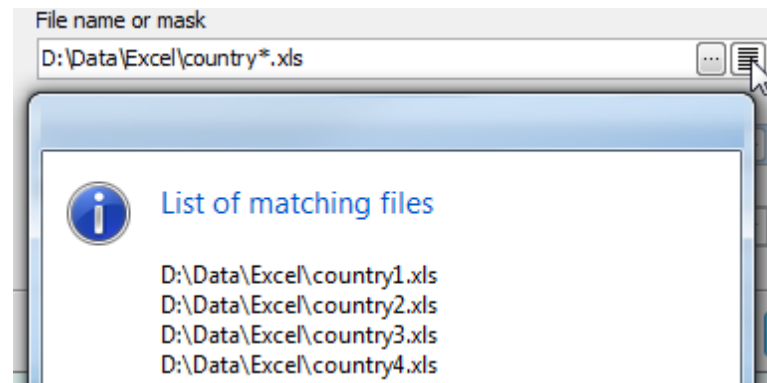 File name or mask
D:\Data\Excel\country*.xls
...
List of matching files
D:\Data\Excel\country1.xls
D:\Data\Excel\country2.xls
D:\Data\Excel\country3.xls
D:\Data\Excel\country4.xls